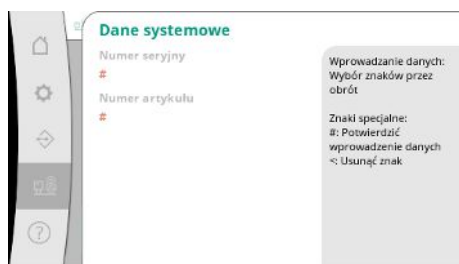 Dane systemowe
Numer seryjny
#
Numer artykułu
#
Wprowadzanie danych:
Wybór znaków przez
obrót
Znaki specjalne:
#: Potwierdzić
wprowadzenie danych
<: Usunąć znak
?